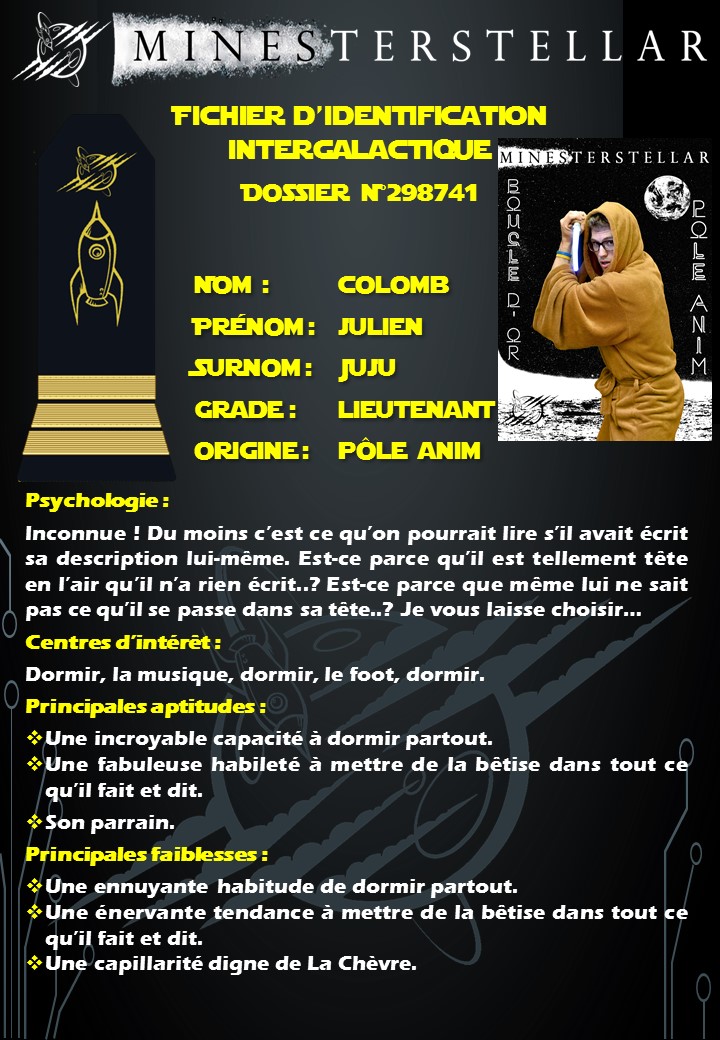 MINESTERSTELLAR
FICHIER D'IDENTIFICATION
INTERGALACTIQUE
DOSSIER N°298741
MINESTERSTELLAR
BOUCLE D'OR
POLE ANIM
NOM : COLOMB
PRÉNOM : JULIEN
SURNOM : JUJU
GRADE : LIEUTENANT
ORIGINE : PÔLE ANIM
Psychologie :
Inconnue ! Du moins c'est ce qu'on pourrait lire s'il avait écrit
sa description lui-même. Est-ce parce qu'il est tellement tête
en l'air qu'il n'a rien écrit..? Est-ce parce que même lui ne sait
pas ce qu'il se passe dans sa tête..? Je vous laisse choisir...
Centres d'intérêt :
Dormir, la musique, dormir, le foot, dormir.
Principales aptitudes :
❖Une incroyable capacité à dormir partout.
❖Une fabuleuse habileté à mettre de la bêtise dans tout ce
qu'il fait et dit.
❖Son parrain.
Principales faiblesses :
❖Une ennuyante habitude de dormir partout.
❖Une énervante tendance à mettre de la bêtise dans tout ce
qu'il fait et dit.
❖Une capillarité digne de La Chèvre.